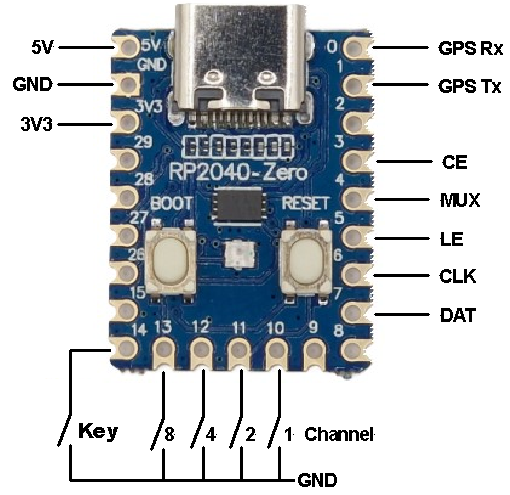 5V
GND
3V3
5V
GND
3V3
29
28
27
26
15
14
RP2040-Zero
BOOT
RESET
0
1
2
3
4
5
6
7
8
13
12
11
10
9
GPS Rx
GPS Tx
CE
MUX
LE
CLK
DAT
Key
8
4
2
1
Channel
GND